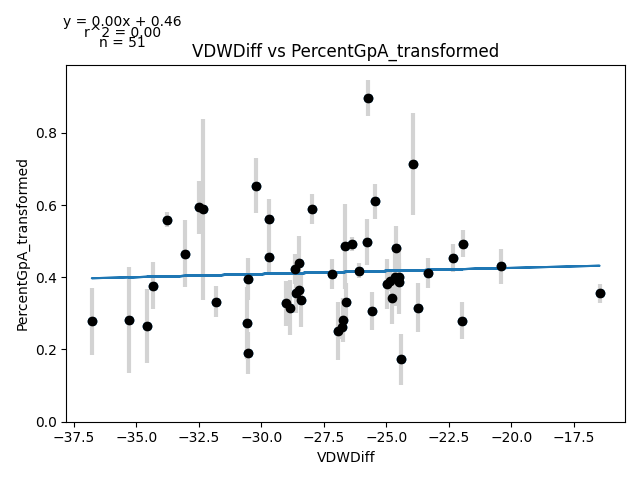 y = 0.00x + 0.46
r^2 = 0.00
n = 51
VDWDiff vs PercentGpA_transformed
PercentGpA_transformed
0.8
0.6
0.4
0.2
0.0
−37.5 −35.0 −32.5 −30.0 −27.5 −25.0 −22.5 −20.0 −17.5
VDWDiff